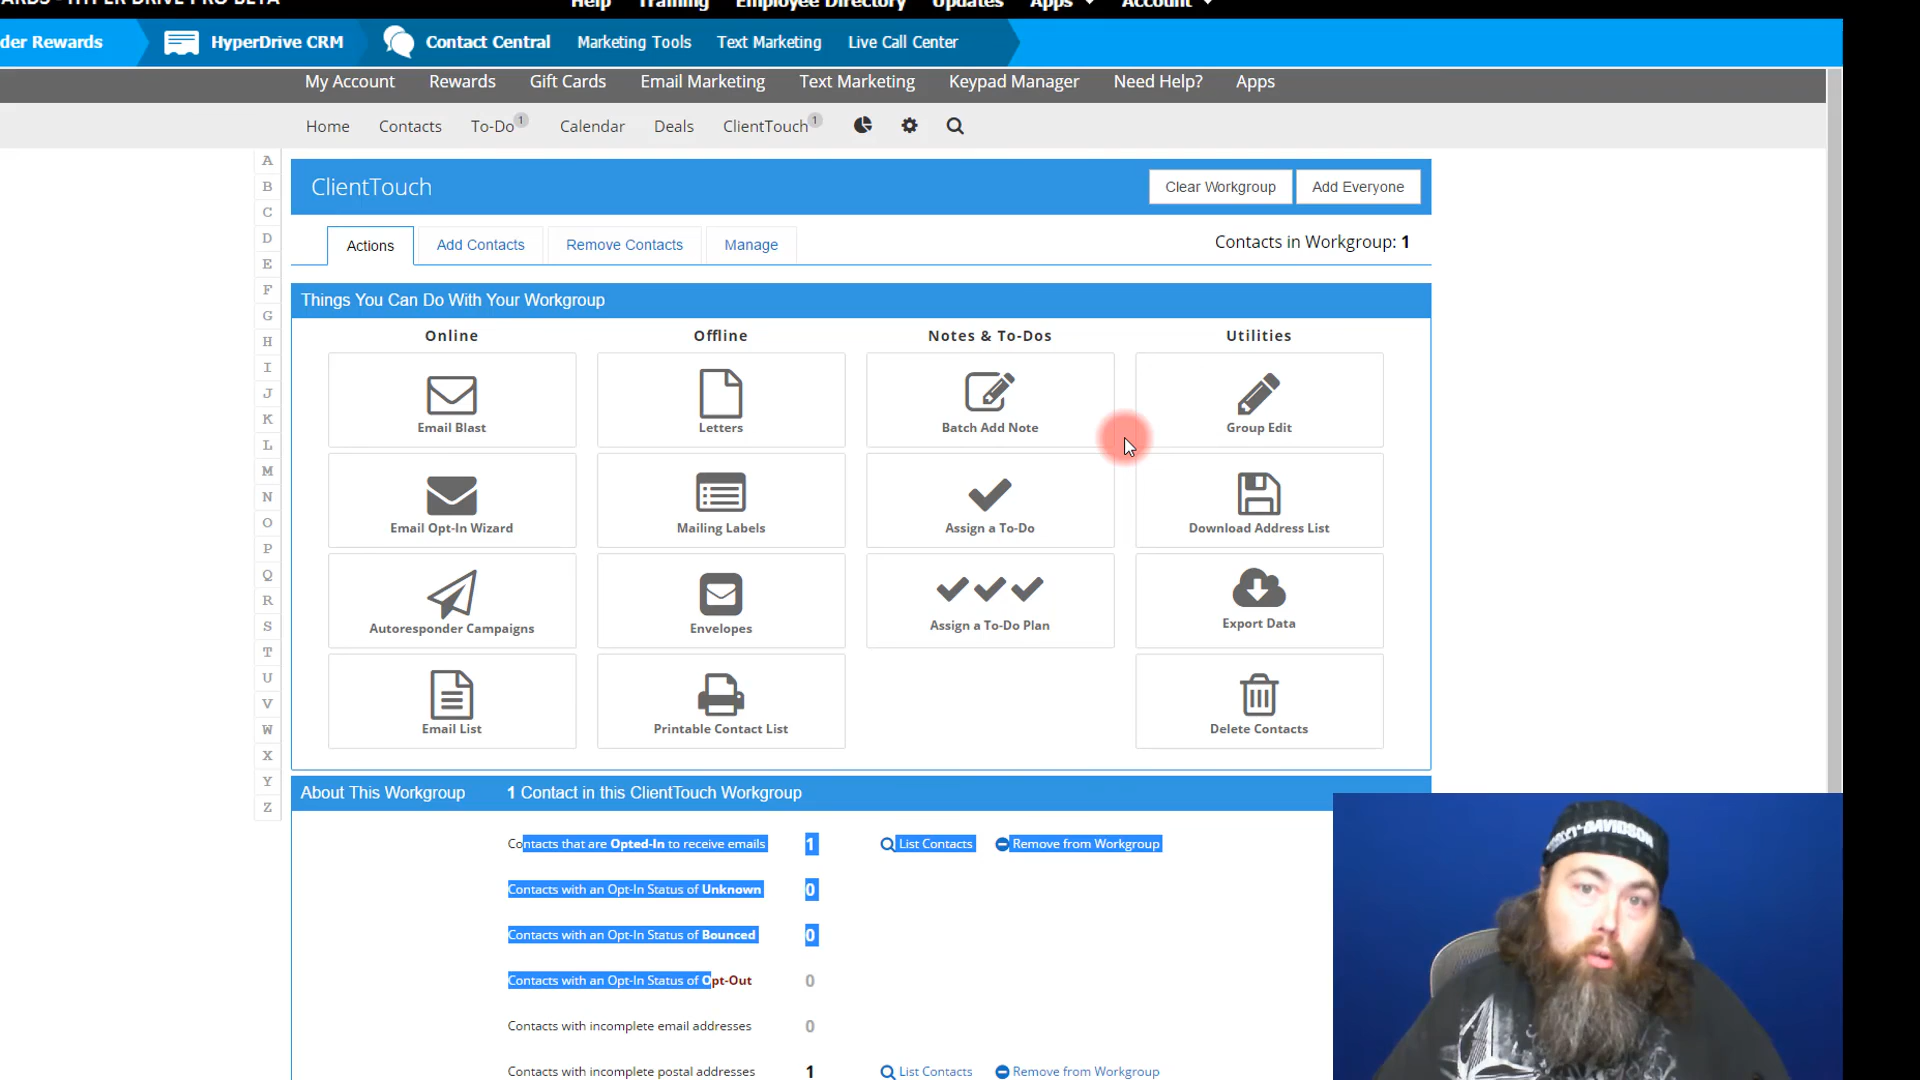 ARDS - HYPER DRIVE PRO BETA
Help Training Employee Directory Updates Apps Account
der Rewards HyperDrive CRM Contact Central Marketing Tools Text Marketing Live Call Center
My Account Rewards Gift Cards Email Marketing Text Marketing Keypad Manager Need Help? Apps
Home Contacts To-Do 1 Calendar Deals ClientTouch 1
A
B
C
D
E
F
G
H
I
J
K
L
M
N
O
P
Q
R
S
T
U
V
W
X
Y
Z
ClientTouch Clear Workgroup Add Everyone
Actions Add Contacts Remove Contacts Manage Contacts in Workgroup: 1
Things You Can Do With Your Workgroup
Online Offline Notes & To-Dos Utilities
Email Blast Letters Batch Add Note Group Edit
Email Opt-In Wizard Mailing Labels Assign a To-Do Download Address List
Autoresponder Campaigns Envelopes Assign a To-Do Plan Export Data
Email List Printable Contact List Delete Contacts
About This Workgroup 1 Contact in this ClientTouch Workgroup
Contacts that are Opted-In to receive emails 1 List Contacts Remove from Workgroup
Contacts with an Opt-In Status of Unknown 0
Contacts with an Opt-In Status of Bounced 0
Contacts with an Opt-In Status of Opt-Out 0
Contacts with incomplete email addresses 0
Contacts with incomplete postal addresses 1 List Contacts Remove from Workgroup
HARLEY-DAVIDSON